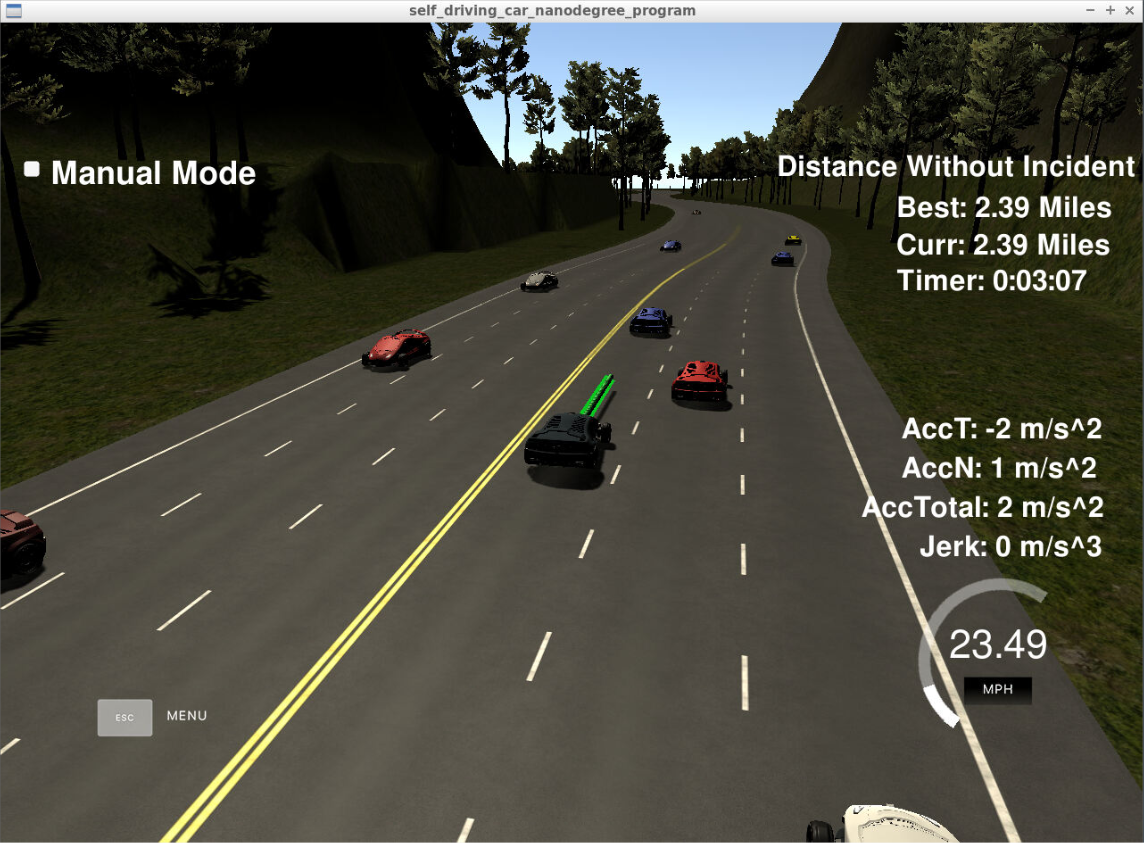 self_driving_car_nanodegree_program
Manual Mode
Distance Without Incident
Best: 2.39 Miles
Curr: 2.39 Miles
Timer: 0:03:07
AccT: -2 m/s^2
AccN: 1 m/s^2
AccTotal: 2 m/s^2
Jerk: 0 m/s^3
23.49
MPH
ESC MENU